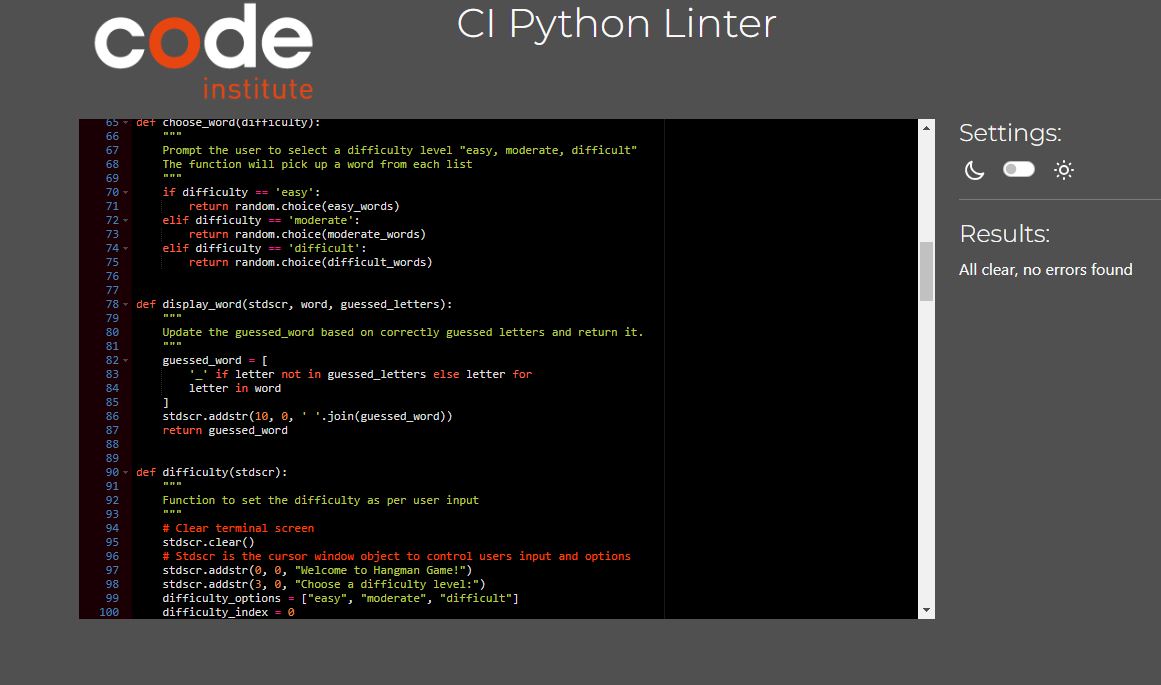 code
institute
CI Python Linter
65 def choose_word(difficulty):
66     """
67     Prompt the user to select a difficulty level "easy, moderate, difficult"
68     The function will pick up a word from each list
69     """
70     if difficulty == 'easy':
71         return random.choice(easy_words)
72     elif difficulty == 'moderate':
73         return random.choice(moderate_words)
74     elif difficulty == 'difficult':
75         return random.choice(difficult_words)
76
77
78 def display_word(stdscr, word, guessed_letters):
79     """
80     Update the guessed_word based on correctly guessed letters and return it.
81     """
82     guessed_word = [
83         '_' if letter not in guessed_letters else letter for
84         letter in word
85     ]
86     stdscr.addstr(10, 0, ' '.join(guessed_word))
87     return guessed_word
88
89
90 def difficulty(stdscr):
91     """
92     Function to set the difficulty as per user input
93     """
94     # Clear terminal screen
95     stdscr.clear()
96     # Stdscr is the cursor window object to control users input and options
97     stdscr.addstr(0, 0, "Welcome to Hangman Game!")
98     stdscr.addstr(3, 0, "Choose a difficulty level:")
99     difficulty_options = ["easy", "moderate", "difficult"]
100     difficulty_index = 0
Settings:
Results:
All clear, no errors found